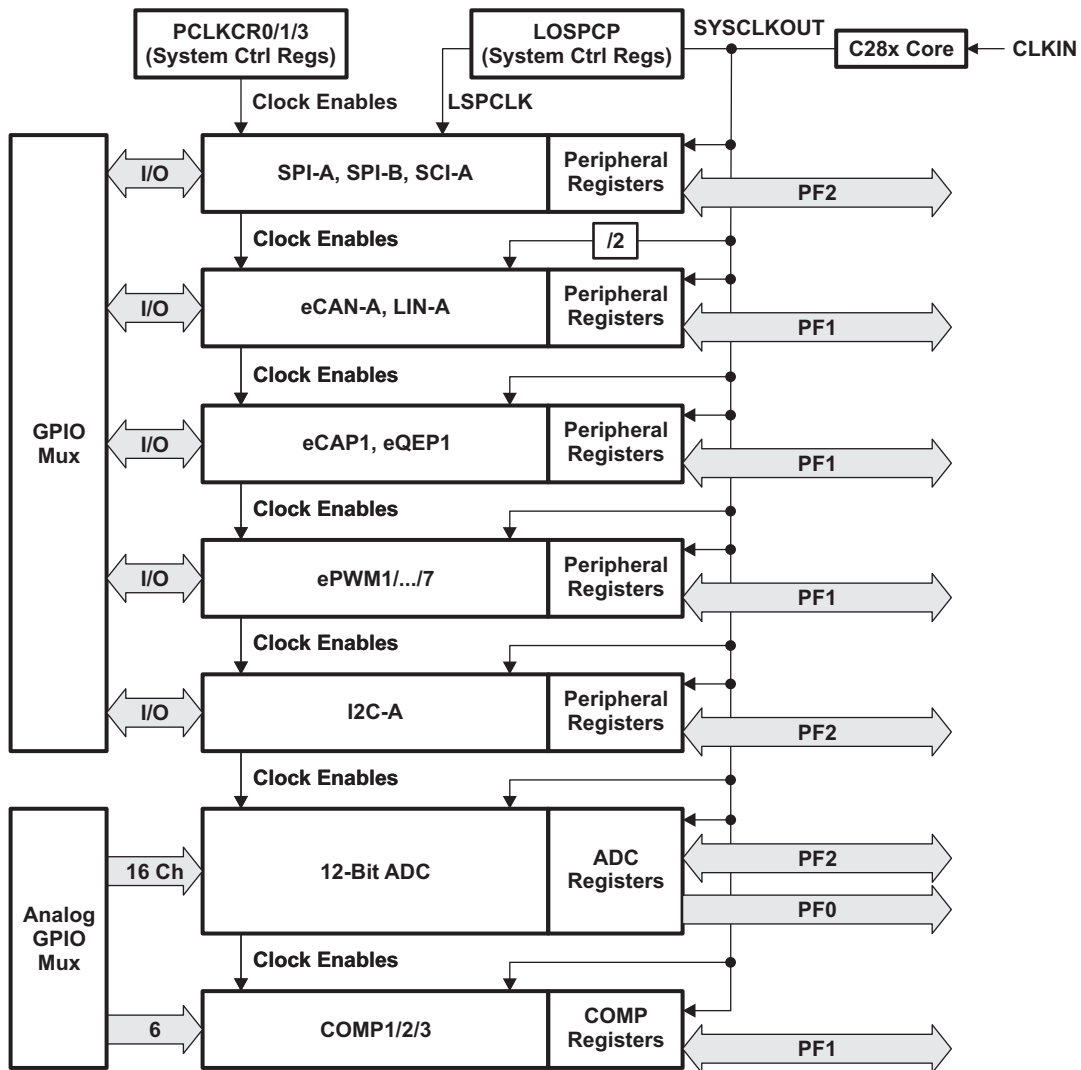 PCLKCR0/1/3
(System Ctrl Regs)
LOSPCP
(System Ctrl Regs)
SYSCLKOUT
C28x Core
CLKIN
Clock Enables
LSPCLK
I/O
SPI-A, SPI-B, SCI-A
Peripheral
Registers
PF2
Clock Enables
/2
I/O
eCAN-A, LIN-A
Peripheral
Registers
PF1
Clock Enables
GPIO
Mux
I/O
eCAP1, eQEP1
Peripheral
Registers
PF1
Clock Enables
I/O
ePWM1/.../7
Peripheral
Registers
PF1
Clock Enables
I/O
I2C-A
Peripheral
Registers
PF2
Clock Enables
Analog
GPIO
Mux
16 Ch
12-Bit ADC
ADC
Registers
PF2
PF0
Clock Enables
6
COMP1/2/3
COMP
Registers
PF1